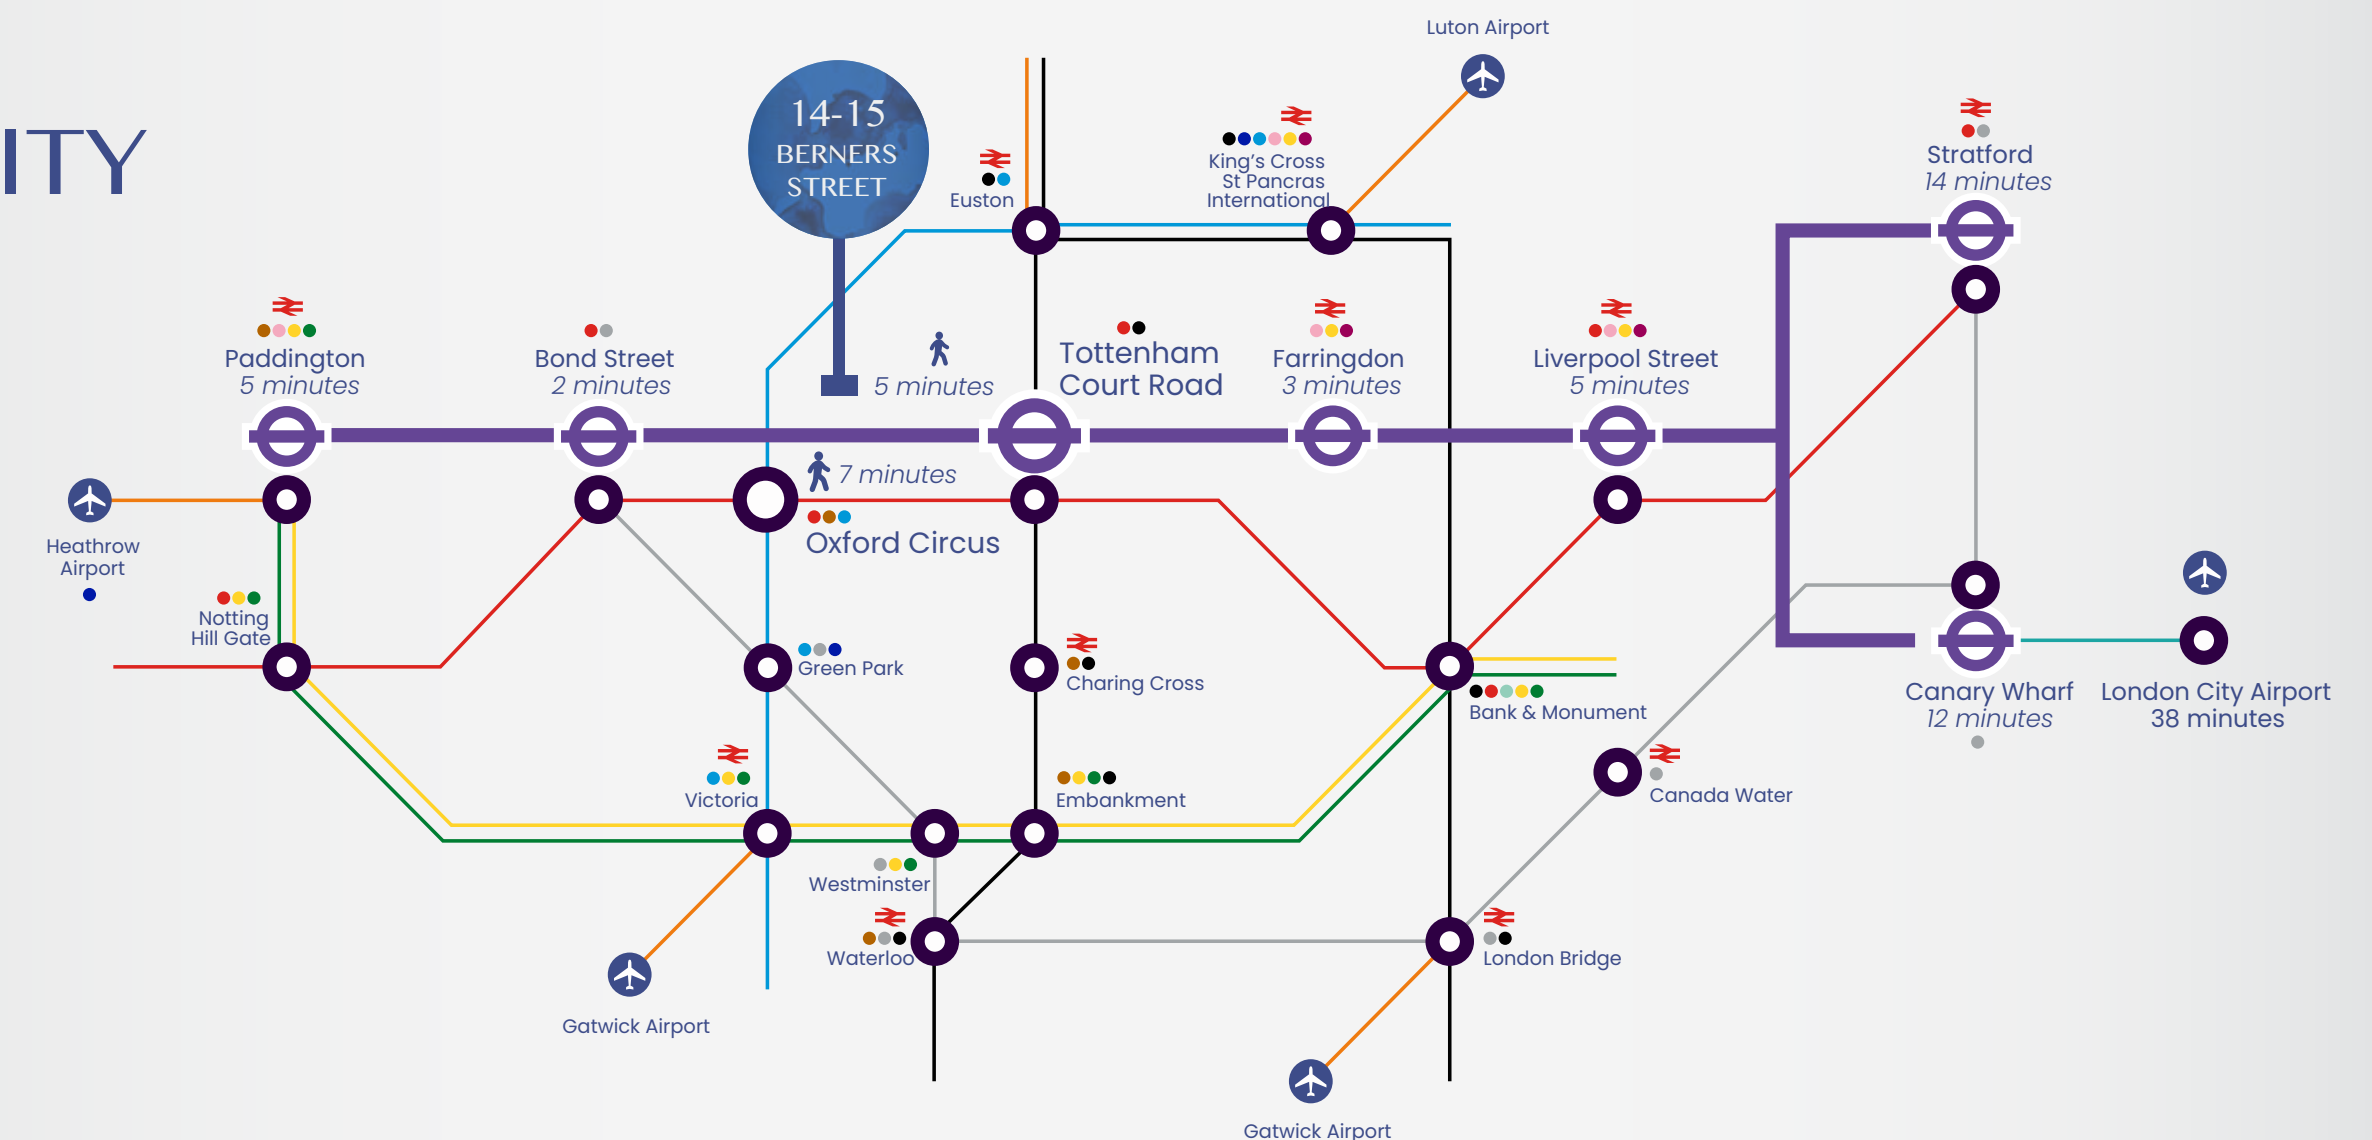 ITY
Luton Airport
14-15
BERNERS
STREET
Euston
King's Cross
St Pancras
International
Stratford
14 minutes
Paddington
5 minutes
Bond Street
2 minutes
5 minutes
Tottenham
Court Road
Farringdon
3 minutes
Liverpool Street
5 minutes
7 minutes
Oxford Circus
Heathrow
Airport
Notting
Hill Gate
Green Park
Charing Cross
Bank & Monument
Canary Wharf
12 minutes
London City Airport
38 minutes
Victoria
Embankment
Canada Water
Westminster
Waterloo
London Bridge
Gatwick Airport
Gatwick Airport